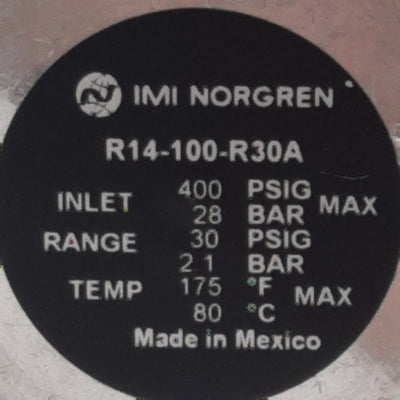 IMI NORGREN
R14-100-R30A
INLET 400 PSIG MAX
28 BAR
RANGE 30 PSIG
2.1 BAR
TEMP 175 °F MAX
80 °C
Made in Mexico